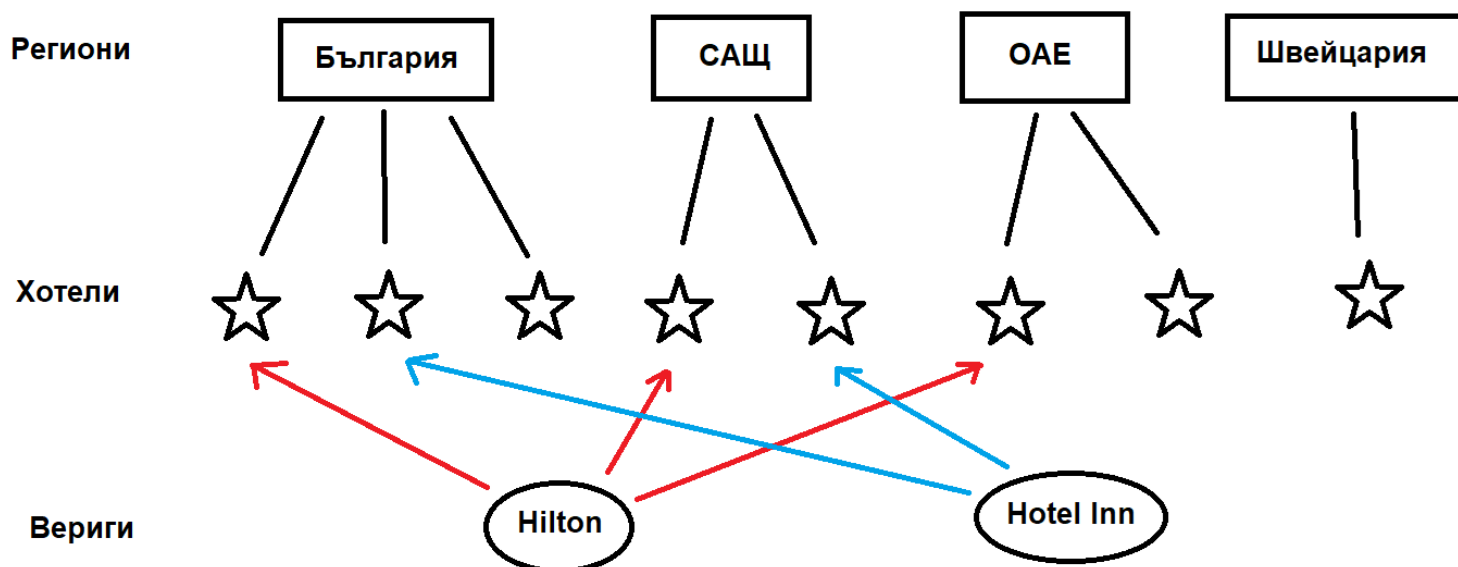 Региони
България
САЩ
ОАЕ
Швейцария
Хотели
Вериги
Hilton
Hotel Inn